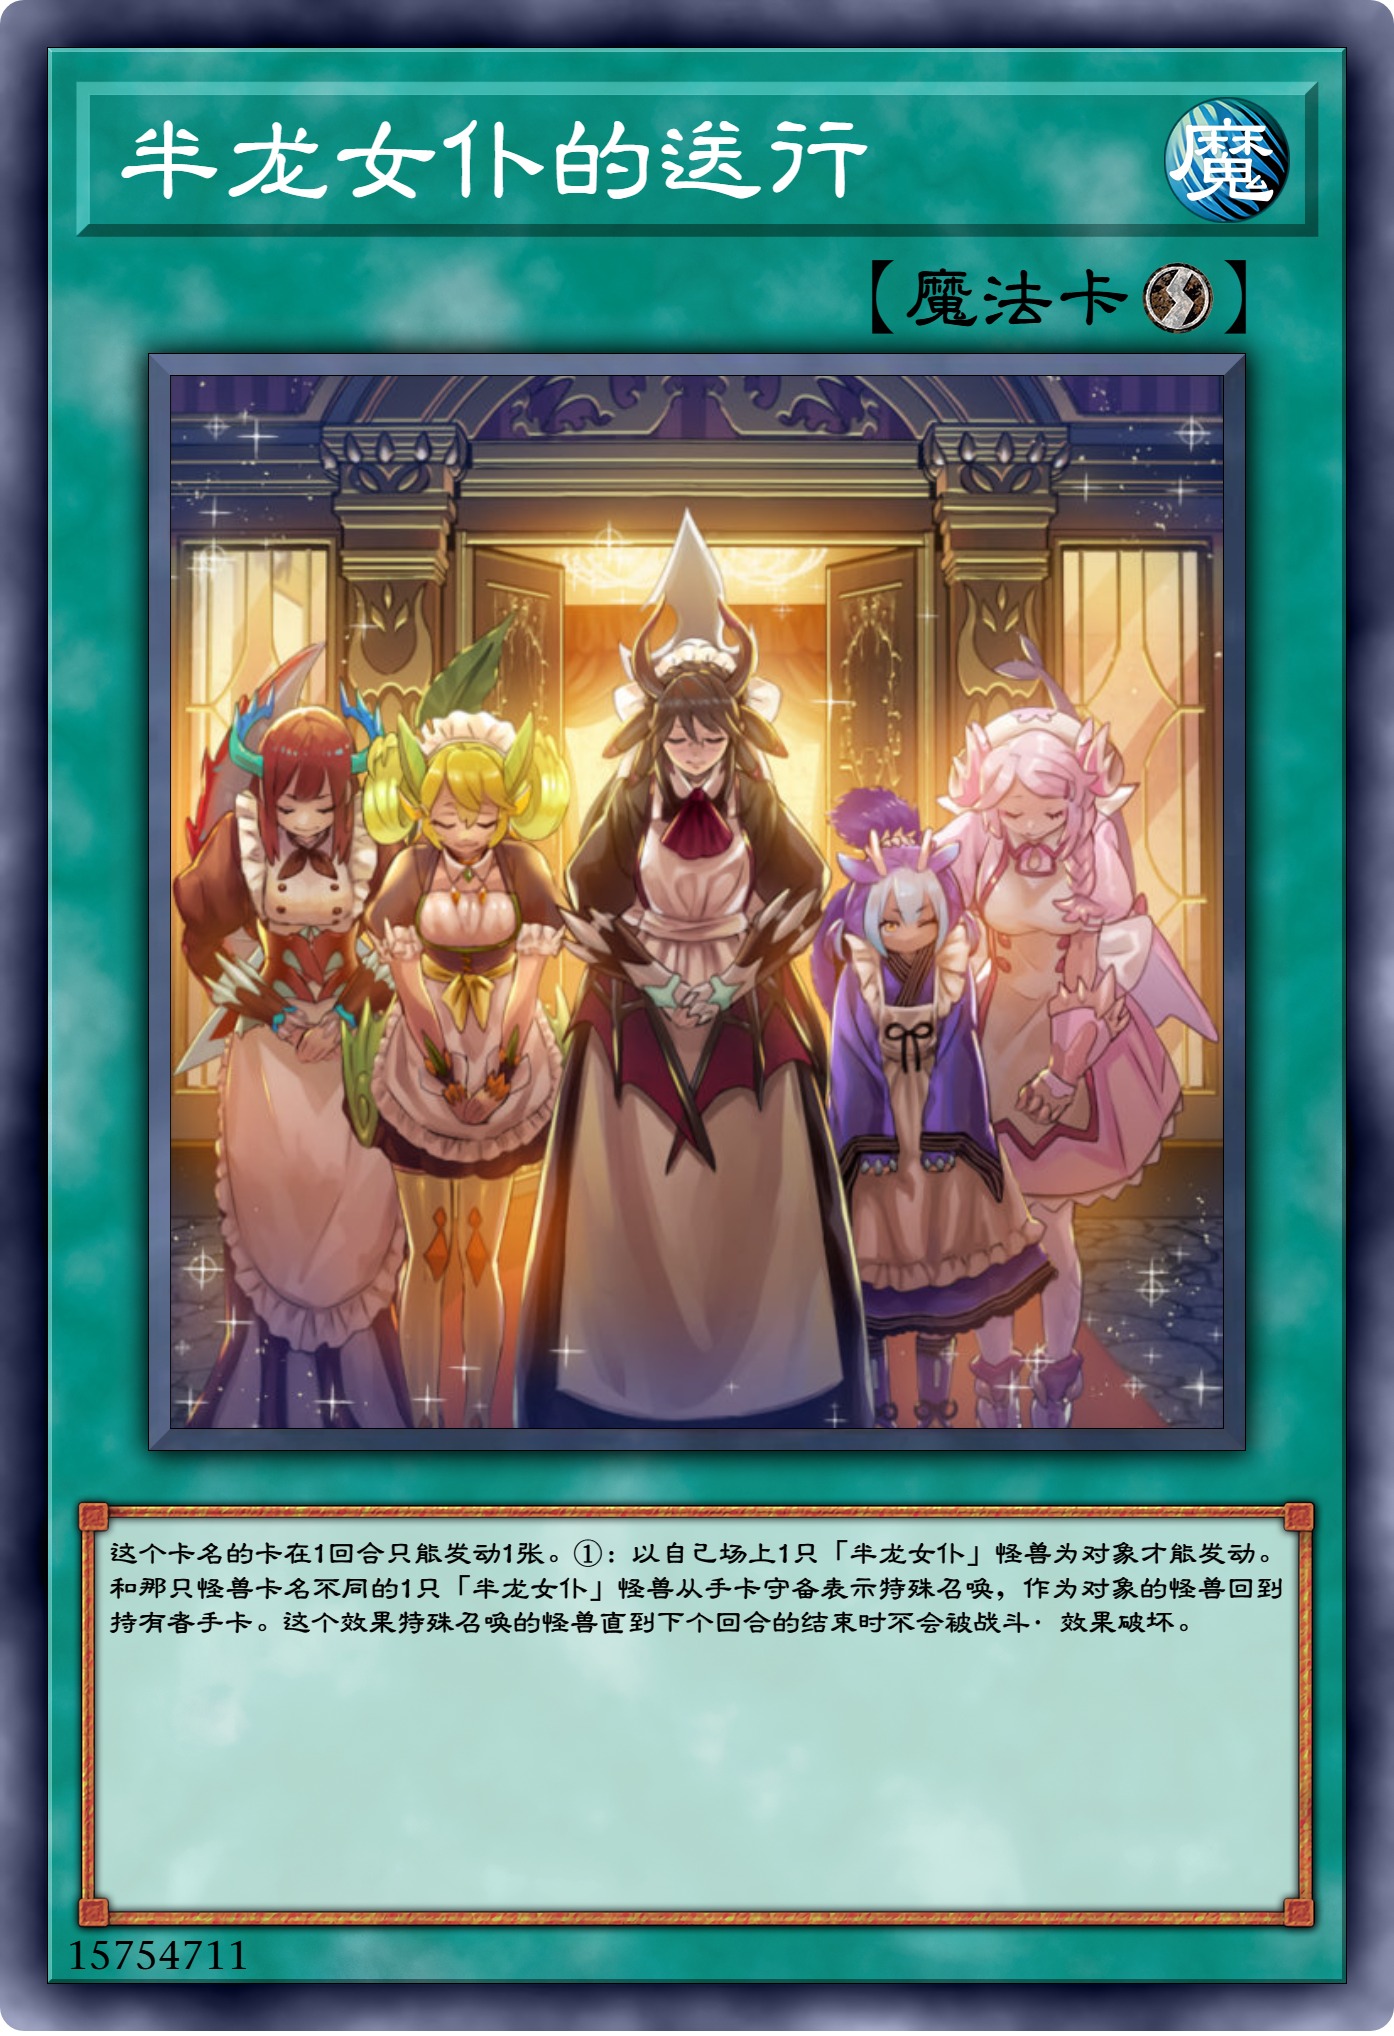 半龙女仆的送行
魔
【魔法卡】
这个卡名的卡在1回合只能发动1张。①：以自己场上1只「半龙女仆」怪兽为对象才能发动。
和那只怪兽卡名不同的1只「半龙女仆」怪兽从手卡守备表示特殊召唤，作为对象的怪兽回到
持有者手卡。这个效果特殊召唤的怪兽直到下个回合的结束时不会被战斗·效果破坏。
15754711